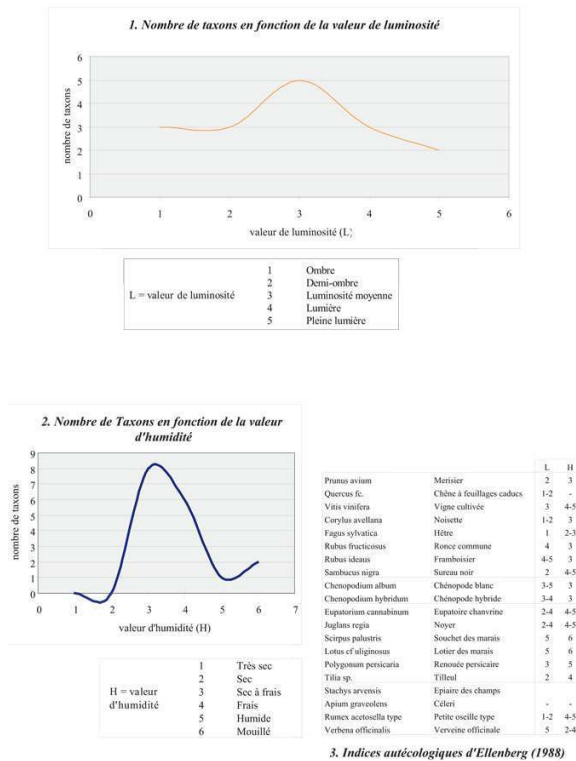 1. Nombre de taxons en fonction de la valeur de luminosité
6
5
4
3
2
1
0
nombre de taxons
0 1 2 3 4 5 6
valeur de luminosité (L)
L = valeur de luminosité
1 Ombre
2 Demi-ombre
3 Luminosité moyenne
4 Lumière
5 Pleine lumière
2. Nombre de Taxons en fonction de la valeur
d'humidité
9
8
7
6
5
4
3
2
1
0
nombre de taxons
0 1 2 3 4 5 6 7
valeur d'humidité (H)
H = valeur
d'humidité
1 Très sec
2 Sec
3 Sec à frais
4 Frais
5 Humide
6 Mouillé
L H
Prunus avium Merisier 2 3
Quercus fc. Chêne à feuillages caducs 1-2 -
Vitis vinifera Vigne cultivée 3 4-5
Corylus avellana Noisette 1-2 3
Fagus sylvatica Hêtre 1 2-3
Rubus fructicosus Ronce commune 4 3
Rubus ideaus Framboisier 4-5 3
Sambucus nigra Sureau noir 2 4-5
Chenopodium album Chénopode blanc 3-5 3
Chenopodium hybridum Chénopode hybride 3-4 3
Eupatorium cannabinum Eupatoire chanvrine 2-4 4-5
Juglans regia Noyer 2-4 4-5
Scirpus palustris Souchet des marais 5 6
Lotus cf uliginosus Lotier des marais 5 6
Polygonum persicaria Renouée persicaire 3 5
Tilia sp. Tilleul 2 4
Stachys arvensis Epiaire des champs
Apium graveolens Céleri - -
Rumex acetosella type Petite oseille type 1-2 4-5
Verbena officinalis Verveine officinale 5 2-4
3. Indices autécologiques d'Ellenberg (1988)